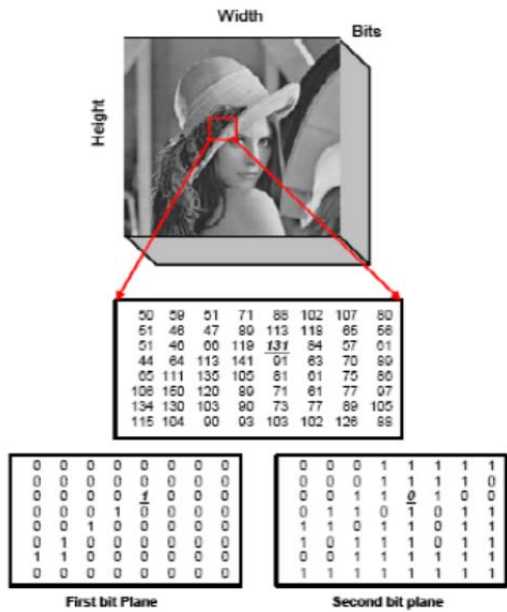 Width
Bits
Height
50 59 51 71 88 102 107 80
51 46 47 89 113 118 65 56
51 46 66 119 131 84 57 61
44 64 113 141 91 63 70 89
65 111 135 105 81 61 75 86
106 150 120 89 71 61 77 97
134 130 103 90 73 77 89 105
115 104 90 93 103 102 126 88
0 0 0 0 0 0 0 0
0 0 0 0 0 0 0 0
0 0 0 0 1 0 0 0
0 0 0 1 0 0 0 0
0 0 1 0 0 0 0 0
0 1 0 0 0 0 0 0
1 1 0 0 0 0 0 0
0 0 0 0 0 0 0 0
First bit Plane
0 0 0 1 1 1 1 1
0 0 0 1 1 1 1 0
0 0 1 1 0 1 0 0
0 1 1 0 1 0 1 1
1 1 0 1 1 0 1 1
1 0 1 1 1 0 1 1
0 0 1 1 1 1 1 1
1 1 1 1 1 1 1 1
Second bit plane